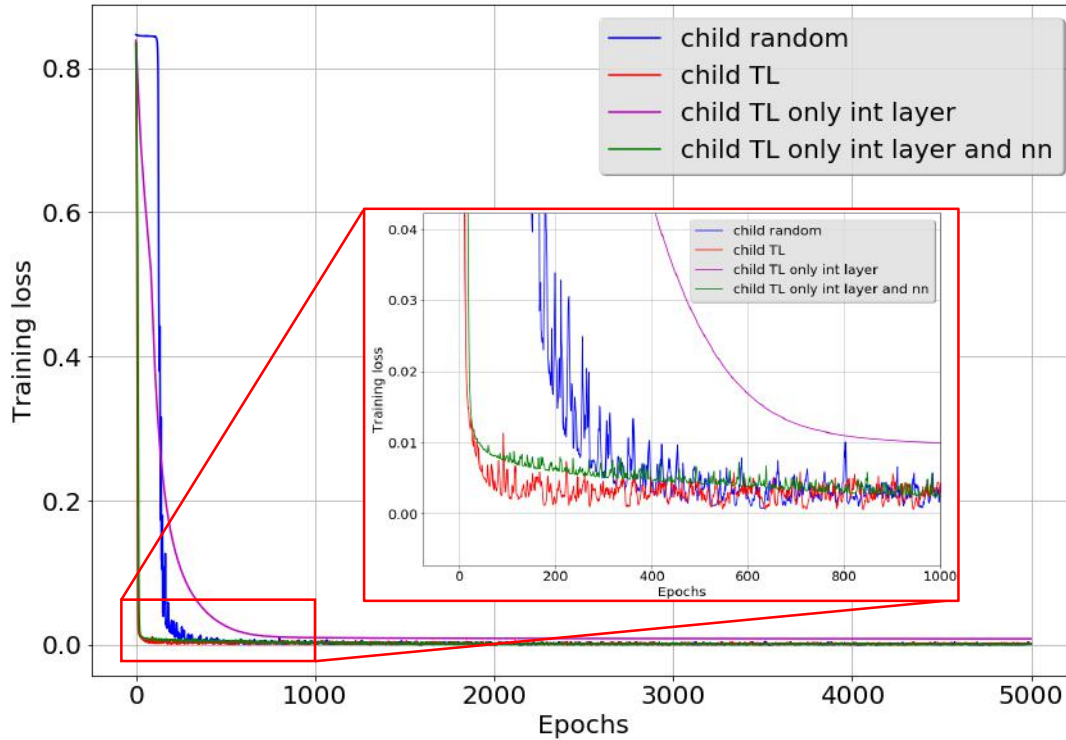 child random
child TL
child TL only int layer
child TL only int layer and nn
0.8
0.6
0.4
0.2
0.0
Training loss
0
1000
2000
3000
4000
5000
Epochs
child random
child TL
child TL only int layer
child TL only int layer and nn
0.04
0.03
0.02
0.01
0.00
Training loss
0
200
400
600
800
1000
Epochs